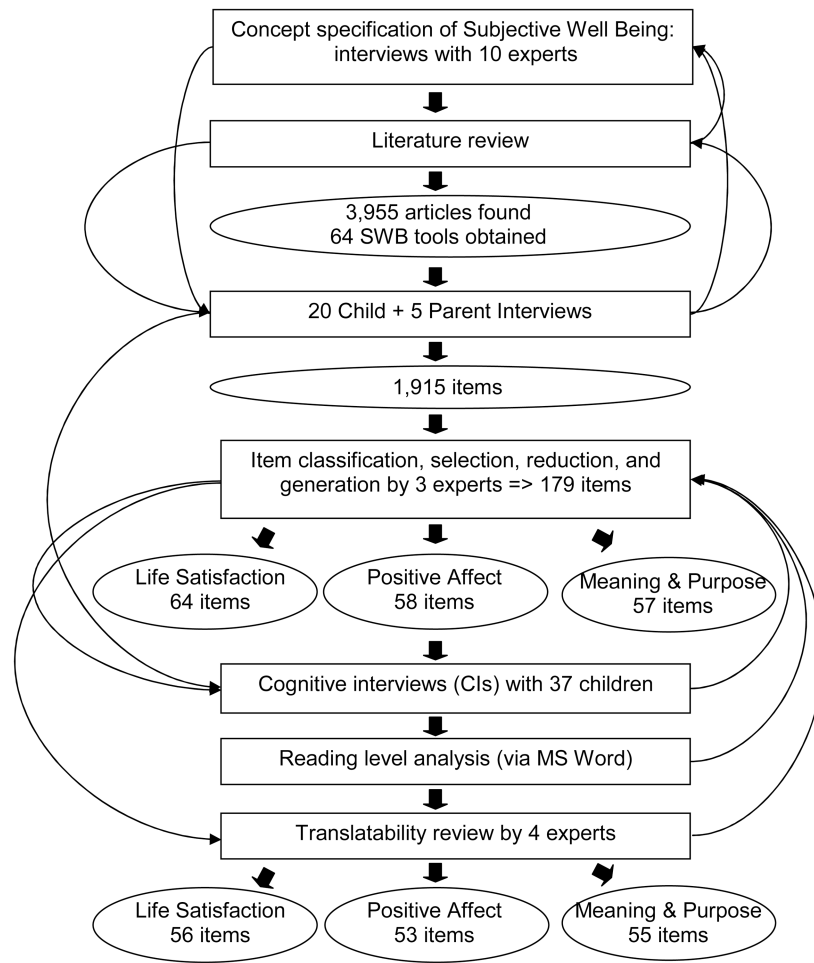 Concept specification of Subjective Well Being:
interviews with 10 experts
Literature review
3,955 articles found
64 SWB tools obtained
20 Child + 5 Parent Interviews
1,915 items
Item classification, selection, reduction, and
generation by 3 experts => 179 items
Life Satisfaction
64 items
Positive Affect
58 items
Meaning & Purpose
57 items
Cognitive interviews (CIs) with 37 children
Reading level analysis (via MS Word)
Translatability review by 4 experts
Life Satisfaction
56 items
Positive Affect
53 items
Meaning & Purpose
55 items